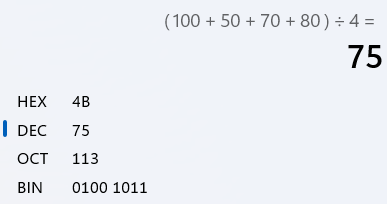 ( 100 + 50 + 70 + 80 ) ÷ 4 =
75
HEX 4B
DEC 75
OCT 113
BIN 0100 1011